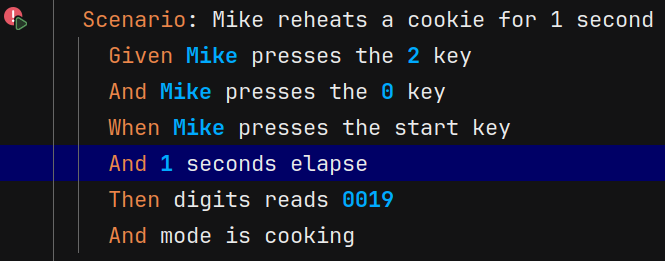 Scenario: Mike reheats a cookie for 1 second
Given Mike presses the 2 key
And Mike presses the 0 key
When Mike presses the start key
And 1 seconds elapse
Then digits reads 0019
And mode is cooking